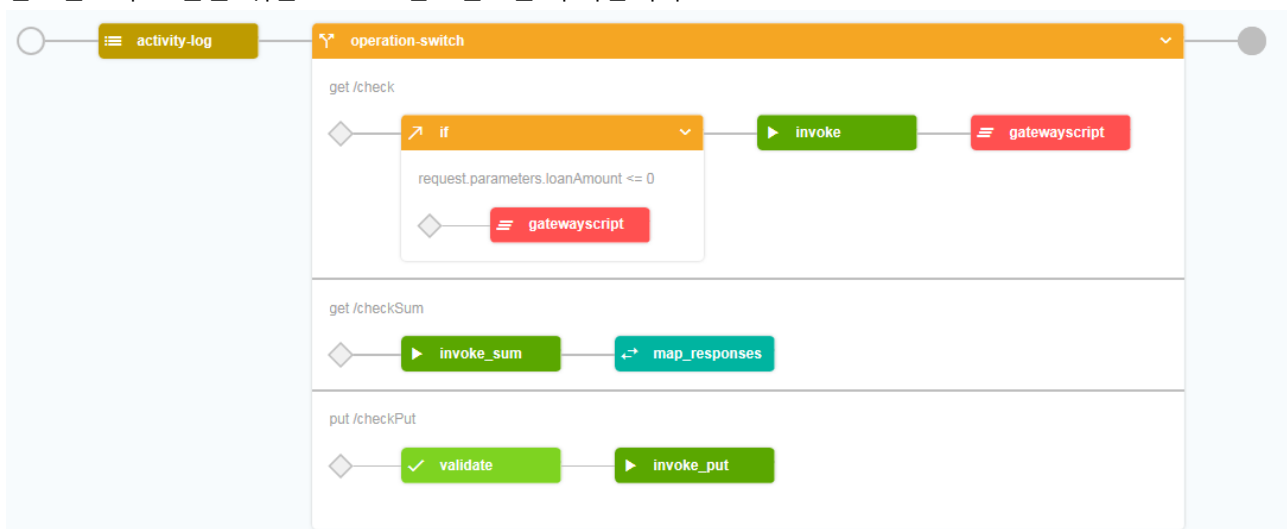 activity-log
operation-switch
get /check
if
invoke
gatewayscript
request.parameters.loanAmount <= 0
gatewayscript
get /checkSum
invoke_sum
map_responses
put /checkPut
validate
invoke_put